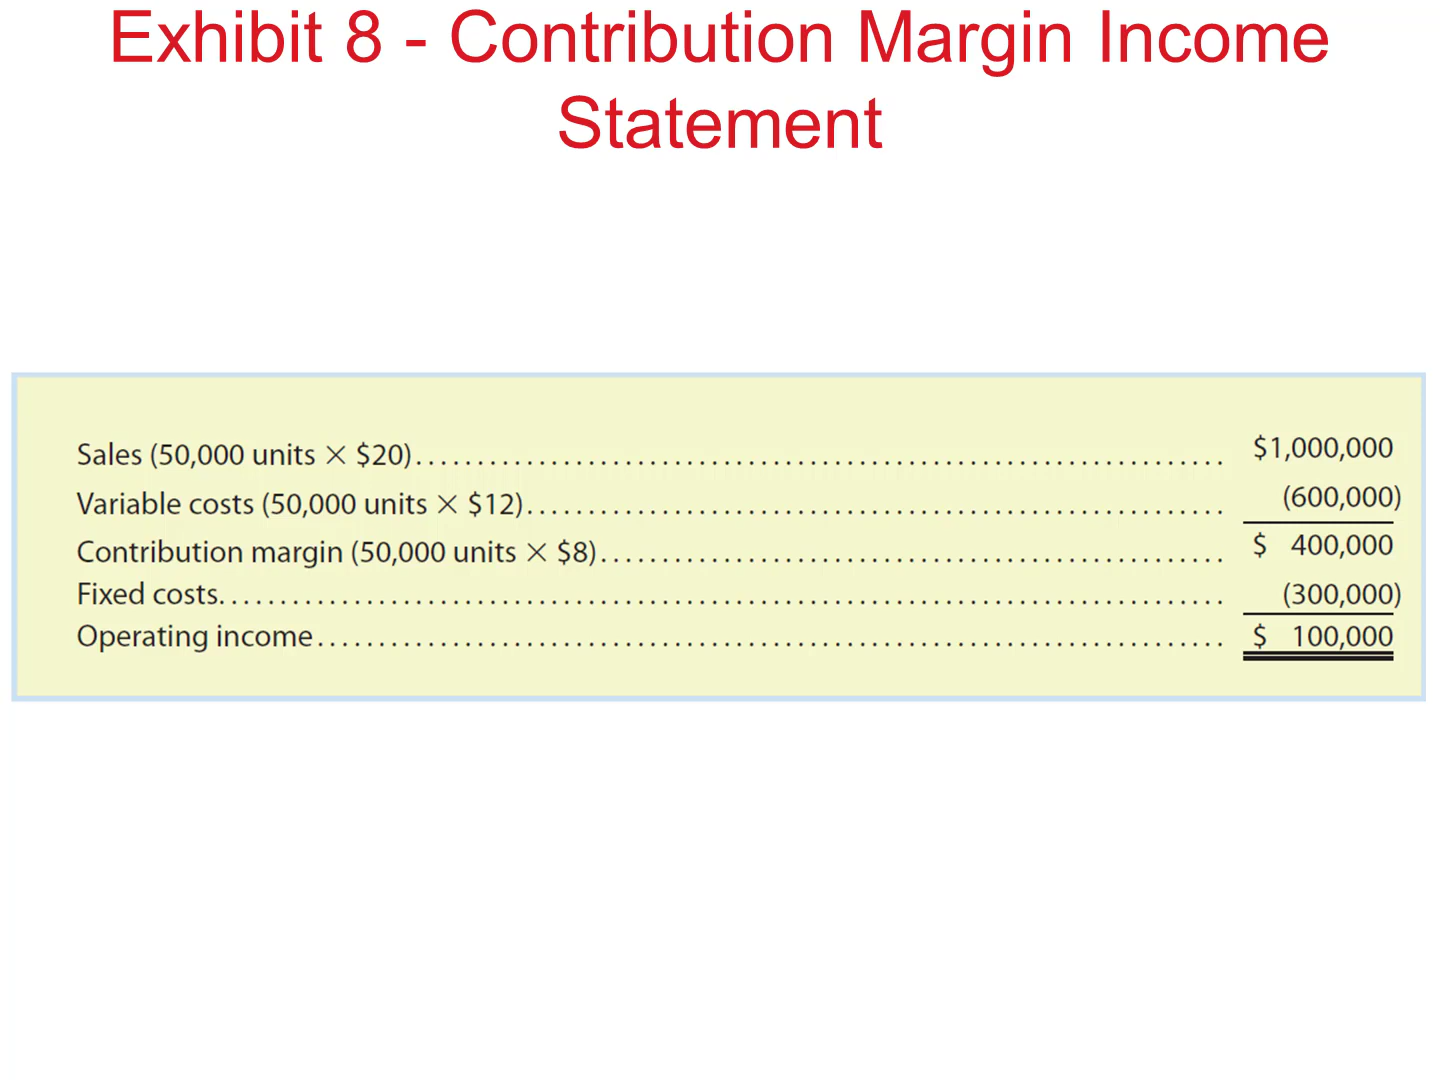 Exhibit 8 - Contribution Margin Income
Statement
Sales (50,000 units × $20)........................................................................ $1,000,000
Variable costs (50,000 units × $12)............................................................... (600,000)
Contribution margin (50,000 units × $8)........................................................ $ 400,000
Fixed costs......................................................................................... (300,000)
Operating income................................................................................. $ 100,000